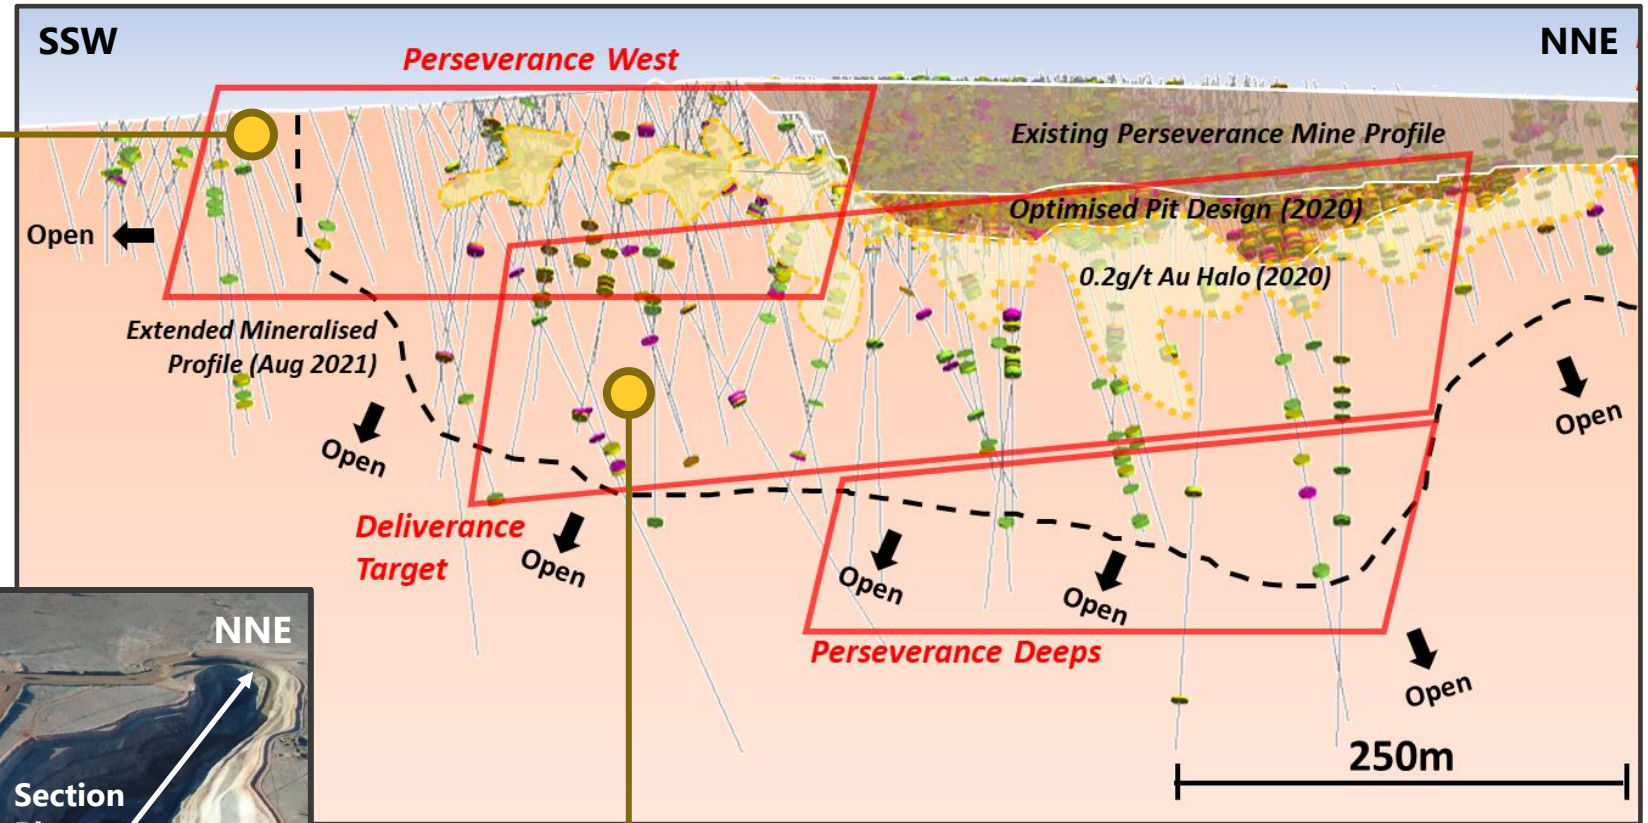 SSW
NNE
Perseverance West
Existing Perseverance Mine Profile
Optimised Pit Design (2020)
Open
0.2g/t Au Halo (2020)
Extended Mineralised
Profile (Aug 2021)
Open
Open
Deliverance
Target
Open
Open
Open
Perseverance Deeps
Open
250m
NNE
Section